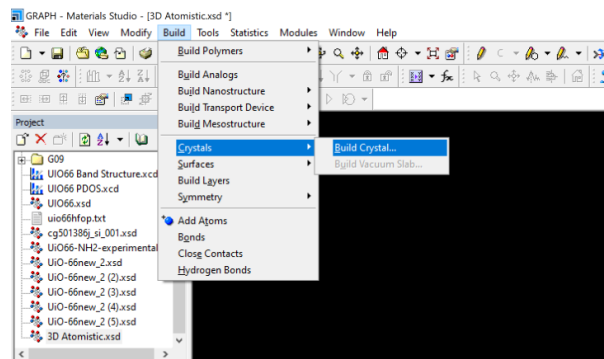 GRAPH - Materials Studio - [3D Atomistic.xsd *]
File Edit View Modify Build Tools Statistics Modules Window Help
Build Polymers
Build Analogs
Build Nanostructure
Build Transport Device
Build Mesostructure
Project
Crystals
Build Crystal...
G09
Surfaces
Build Vacuum Slab...
UIO66 Band Structure.xcd
Build Layers
UIO66 PDOS.xcd
UIO66.xsd
Symmetry
uio66hfop.txt
cg501386j_si_001.xsd
Add Atoms
UiO66-NH2-experimental
Bonds
UiO-66new_2.xsd
Close Contacts
UiO-66new_2 (2).xsd
Hydrogen Bonds
UiO-66new_2 (3).xsd
UiO-66new_2 (4).xsd
UiO-66new_2 (5).xsd
3D Atomistic.xsd